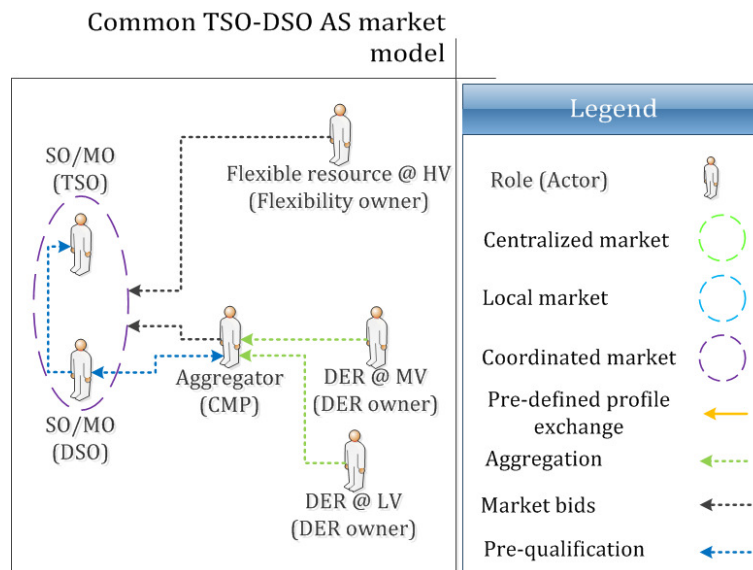 Common TSO-DSO AS market
model
SO/MO
(TSO)
Flexible resource @ HV
(Flexibility owner)
Aggregator
(CMP)
DER @ MV
(DER owner)
SO/MO
(DSO)
DER @ LV
(DER owner)
Legend
Role (Actor)
Centralized market
Local market
Coordinated market
Pre-defined profile
exchange
Aggregation
Market bids
Pre-qualification